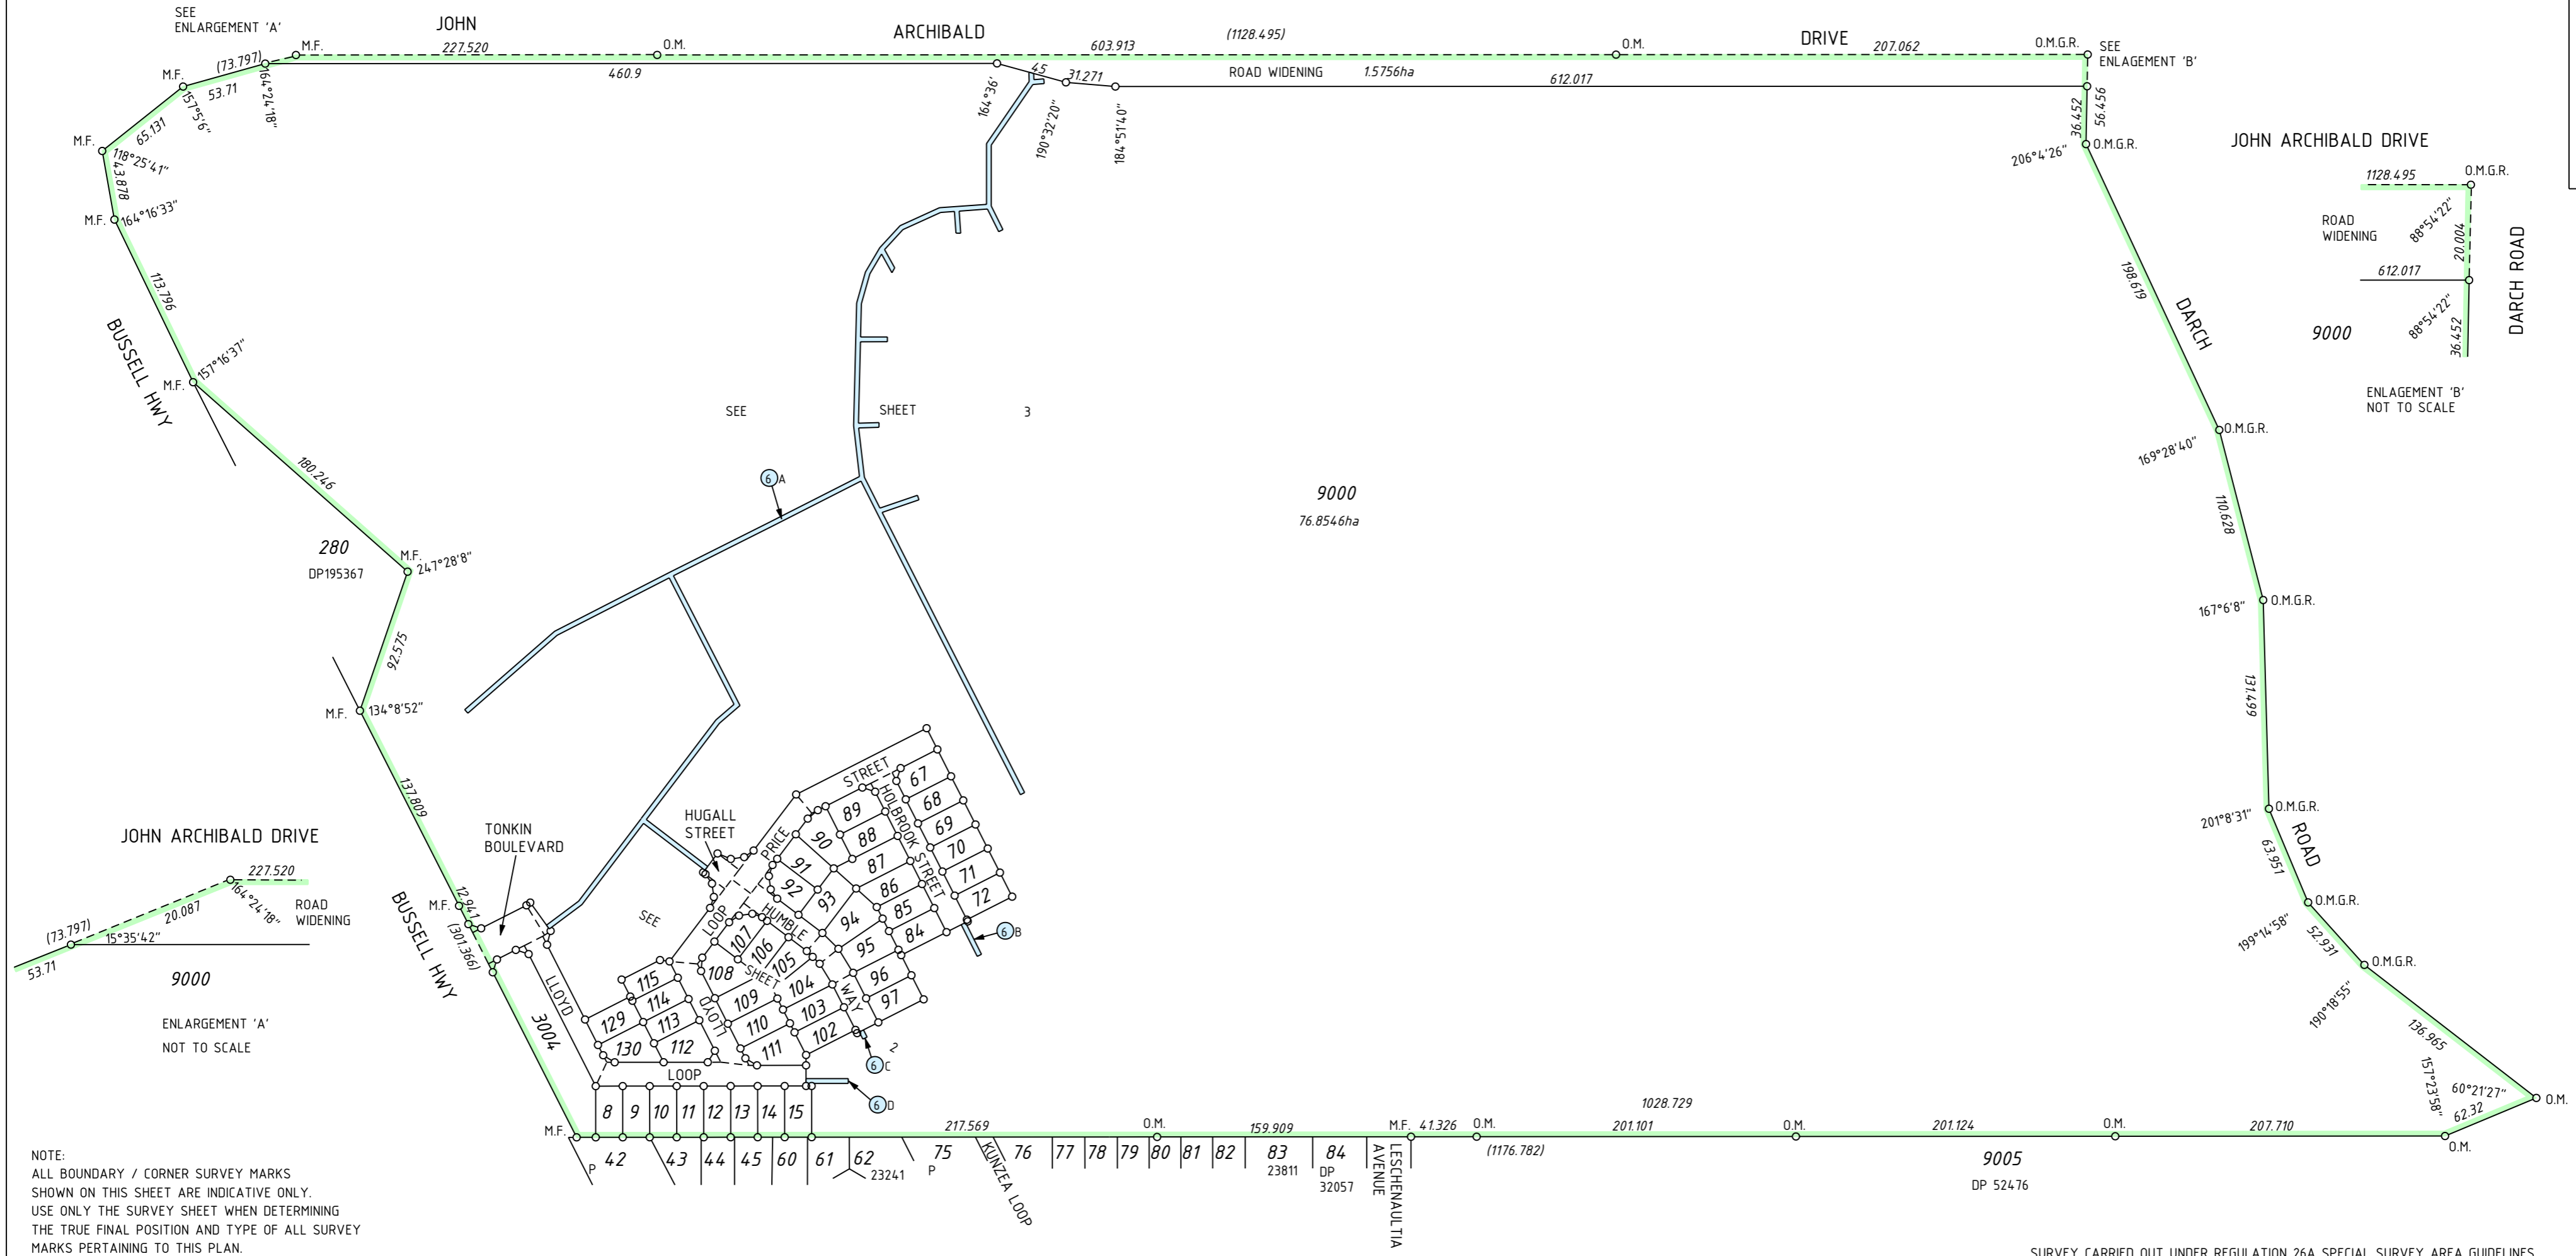 SEE
ENLARGEMENT 'A'
JOHN
ARCHIBALD
DRIVE
M.F.
227.520
O.M.
603.913
(1128.495)
O.M.
207.062
O.M.G.R.
SEE
ENLAGEMENT 'B'
(73.797)
M.F.
53.71
164°24'18"
157°5'6"
460.9
45
31.271
ROAD WIDENING
1.5756ha
612.017
164°36'
190°32'20"
184°51'40"
36.452
56.456
O.M.G.R.
206°4'26"
65.131
M.F.
118°25'41"
43.878
M.F.
164°16'33"
113.796
BUSSELL HWY
M.F.
157°16'37"
180.246
280
DP195367
M.F.
247°28'8"
92.575
M.F.
134°8'52"
137.809
JOHN ARCHIBALD DRIVE
1128.495
O.M.G.R.
ROAD
WIDENING
88°54'22"
20.004
612.017
88°54'22"
36.452
9000
DARCH ROAD
ENLAGEMENT 'B'
NOT TO SCALE
198.619
DARCH
O.M.G.R.
169°28'40"
110.628
167°6'8"
O.M.G.R.
131.499
O.M.G.R.
201°8'31"
63.951
ROAD
O.M.G.R.
199°14'58"
52.931
O.M.G.R.
190°18'55"
136.965
157°23'58"
60°21'27"
62.32
O.M.
O.M.
SEE
SHEET
3
6 A
9000
76.8546ha
JOHN ARCHIBALD DRIVE
227.520
164°24'18"
20.087
ROAD
WIDENING
(73.797)
15°35'42"
53.71
9000
ENLARGEMENT 'A'
NOT TO SCALE
TONKIN
BOULEVARD
M.F.
12.941
(301.366)
BUSSELL HWY
HUGALL
STREET
PRICE
STREET
HOLBROOK STREET
HUMBLE
WAY
LOOP
LLOYD
LLOYD
LOOP
SEE
SHEET
2
67
68
69
70
71
72
89
88
87
86
85
84
90
91
92
93
94
95
96
97
107
106
105
104
103
102
108
109
110
111
115
114
113
112
129
130
3004
6 B
6 C
6 D
8
9
10
11
12
13
14
15
M.F.
217.569
O.M.
159.909
M.F.
41.326
O.M.
(1176.782)
1028.729
201.101
O.M.
201.124
O.M.
207.710
P
42
43
44
45
60
61
62
23241
75
P
KUNZEA LOOP
76
77
78
79
80
81
82
83
23811
84
DP
32057
LESCHENAULTIA
AVENUE
9005
DP 52476
NOTE:
ALL BOUNDARY / CORNER SURVEY MARKS
SHOWN ON THIS SHEET ARE INDICATIVE ONLY.
USE ONLY THE SURVEY SHEET WHEN DETERMINING
THE TRUE FINAL POSITION AND TYPE OF ALL SURVEY
MARKS PERTAINING TO THIS PLAN.
SURVEY CARRIED OUT UNDER REGULATION 26A SPECIAL SURVEY AREA GUIDELINES